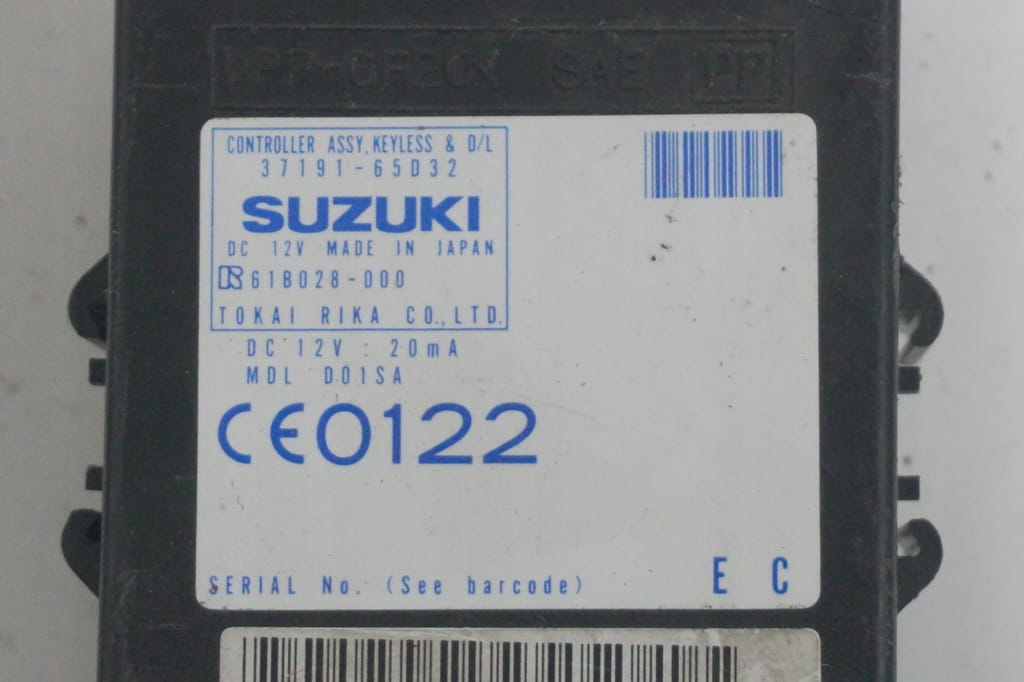 CONTROLLER ASSY, KEYLESS & D/L
37191-65D32
SUZUKI
DC 12V MADE IN JAPAN
61B028-000
TOKAI RIKA CO., LTD.
DC 12V : 20mA
MDL D01SA
CE0122
SERIAL No. (See barcode)
E C